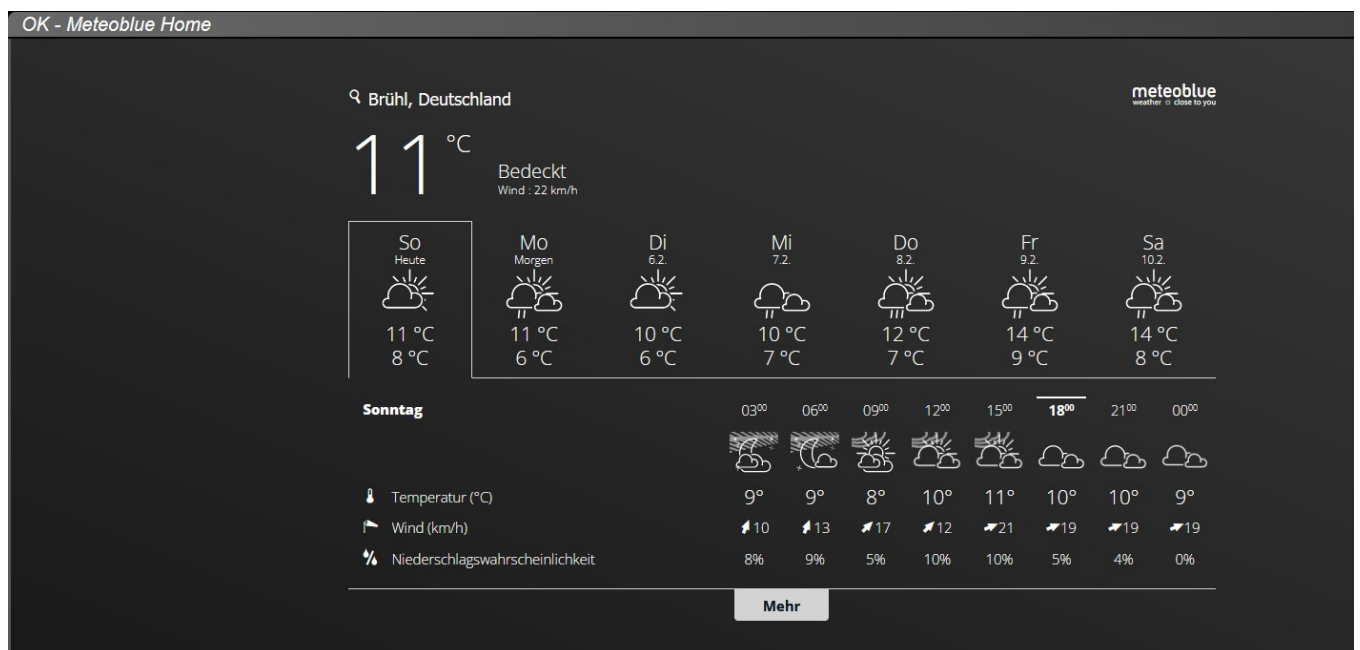 OK - Meteoblue Home
Brühl, Deutschland
meteoblue
weather ☼ close to you
11 °C
Bedeckt
Wind : 22 km/h
So Mo Di Mi Do Fr Sa
Heute Morgen 6.2. 7.2. 8.2. 9.2. 10.2.
11 °C 11 °C 10 °C 10 °C 12 °C 14 °C 14 °C
8 °C 6 °C 6 °C 7 °C 7 °C 9 °C 8 °C
Sonntag 03⁰⁰ 06⁰⁰ 09⁰⁰ 12⁰⁰ 15⁰⁰ 18⁰⁰ 21⁰⁰ 00⁰⁰
Temperatur (°C) 9° 9° 8° 10° 11° 10° 10° 9°
Wind (km/h) 10 13 17 12 21 19 19 19
Niederschlagswahrscheinlichkeit 8% 9% 5% 10% 10% 5% 4% 0%
Mehr